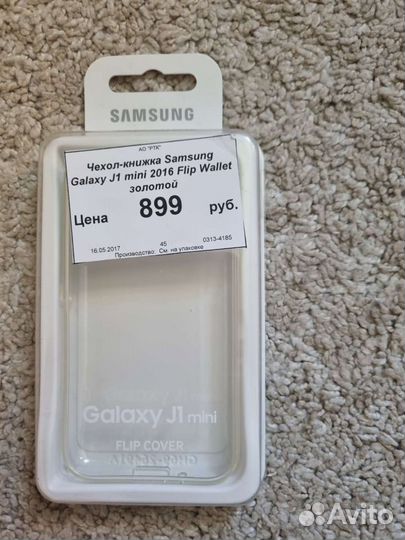 SAMSUNG
АО "РТК"
Чехол-книжка Samsung
Galaxy J1 mini 2016 Flip Wallet
золотой
Цена 899 руб.
16.05.2017 45 0313-4185
Производство: См. на упаковке
Galaxy J1 mini
FLIP COVER
Avito